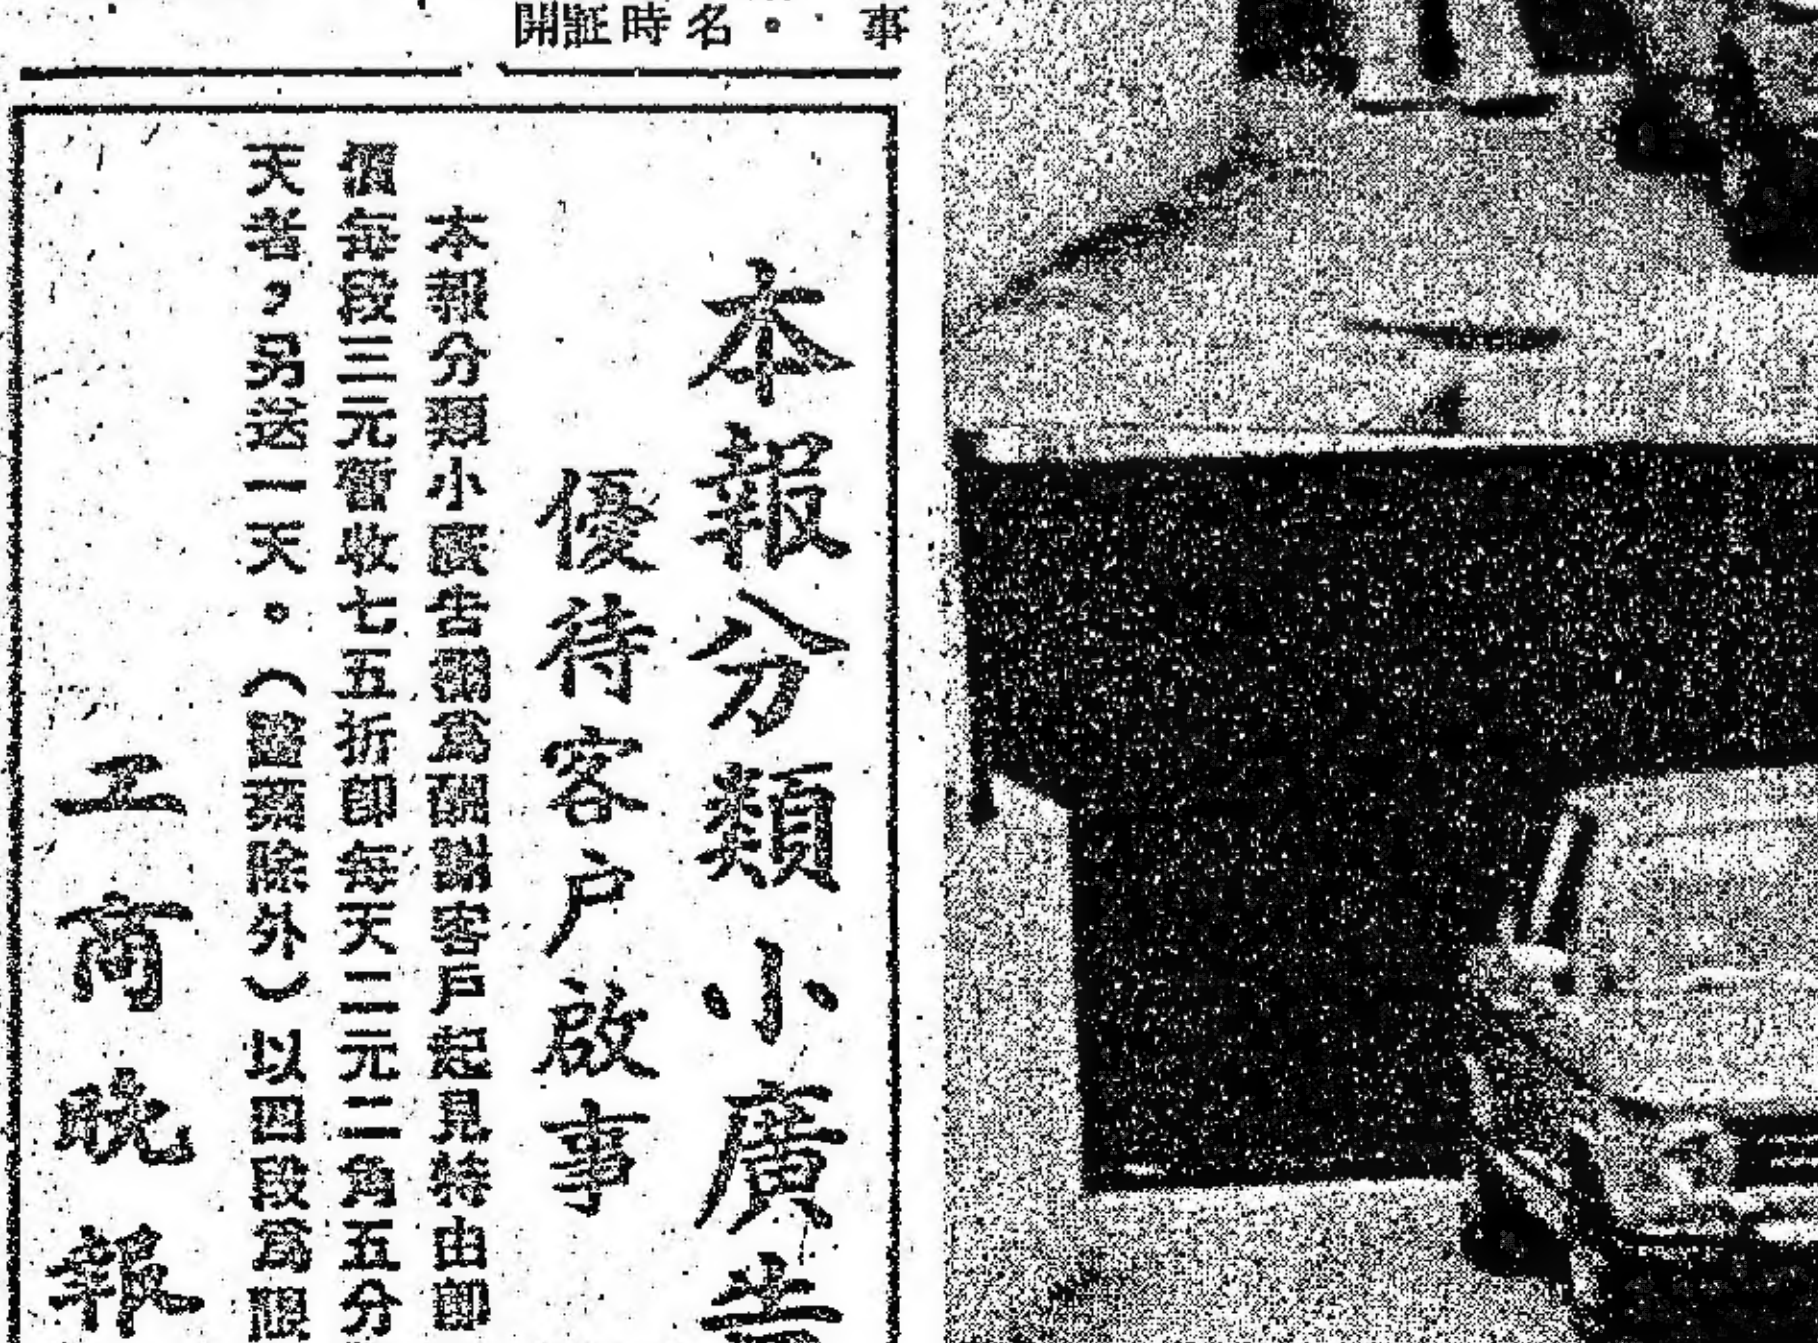 事
。
名
時
証
開
本報分類小廣告
優待客戶啟事
本報分類小廣告欄爲酬謝客戶起見特由即
價每段三元實收七五折即每天二元二角五分
天者，另送一天。（醫藥除外）以四段爲限
工商晚報